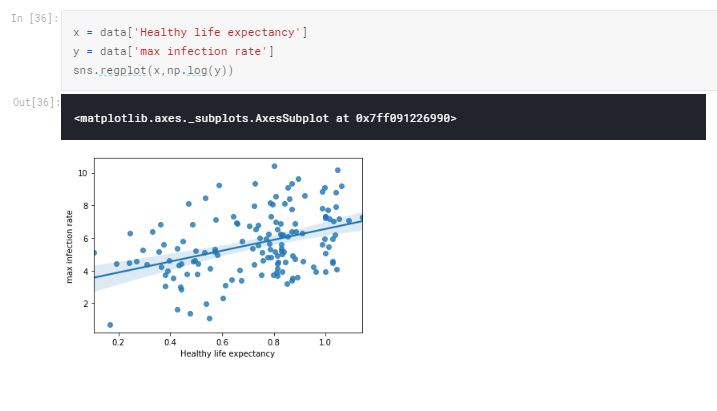 In [36]:
x = data['Healthy life expectancy']
y = data['max infection rate']
sns.regplot(x,np.log(y))
Out[36]:
<matplotlib.axes._subplots.AxesSubplot at 0x7ff091226990>
max infection rate
10
8
6
4
2
0.2 0.4 0.6 0.8 1.0
Healthy life expectancy